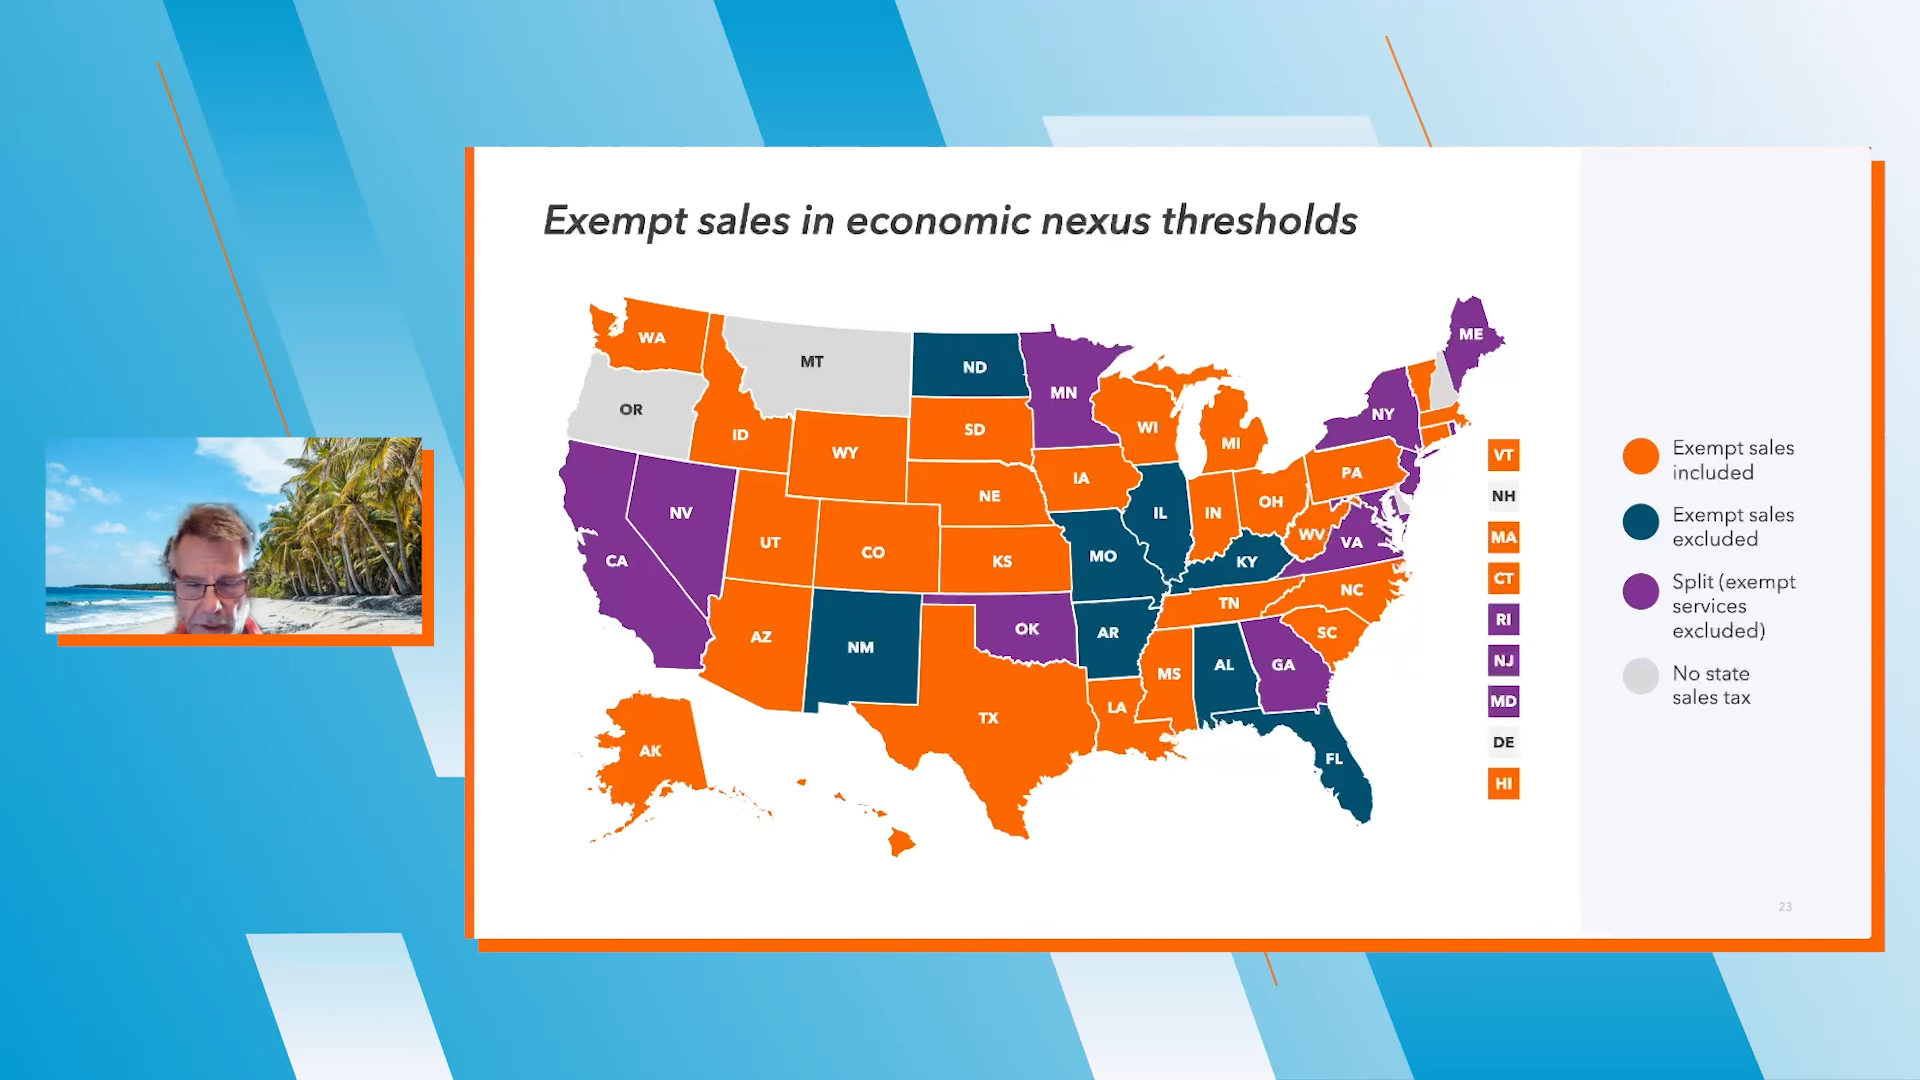 Exempt sales in economic nexus thresholds
WA
MT
ND
MN
ME
OR
ID
WY
SD
WI
MI
NY
NV
UT
CO
NE
IA
IL
IN
OH
PA
WV
VA
CA
KS
MO
KY
AZ
NM
OK
AR
TN
NC
SC
MS
AL
GA
TX
LA
FL
AK
VT
NH
MA
CT
RI
NJ
MD
DE
HI
Exempt sales
included
Exempt sales
excluded
Split (exempt
services
excluded)
No state
sales tax
23